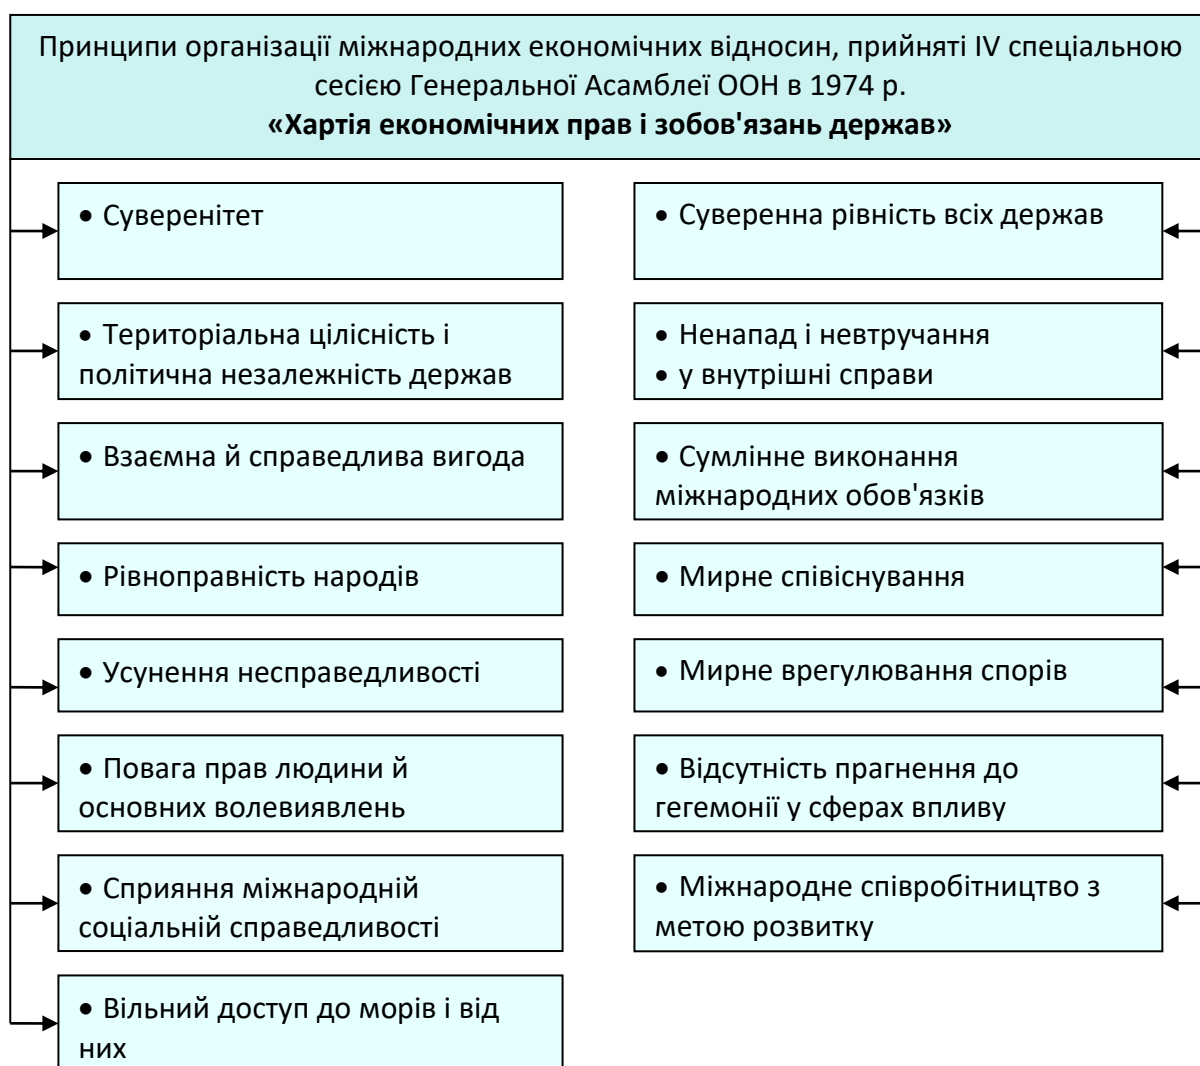 Принципи організації міжнародних економічних відносин, прийняті IV спеціальною
сесією Генеральної Асамблеї ООН в 1974 р.
«Хартія економічних прав і зобов'язань держав»
• Суверенітет
• Суверенна рівність всіх держав
• Територіальна цілісність і
політична незалежність держав
• Ненапад і невтручання
• у внутрішні справи
• Взаємна й справедлива вигода
• Сумлінне виконання
міжнародних обов'язків
• Рівноправність народів
• Мирне співіснування
• Усунення несправедливості
• Мирне врегулювання спорів
• Повага прав людини й
основних волевиявлень
• Відсутність прагнення до
гегемонії у сферах впливу
• Сприяння міжнародній
соціальній справедливості
• Міжнародне співробітництво з
метою розвитку
• Вільний доступ до морів і від
них